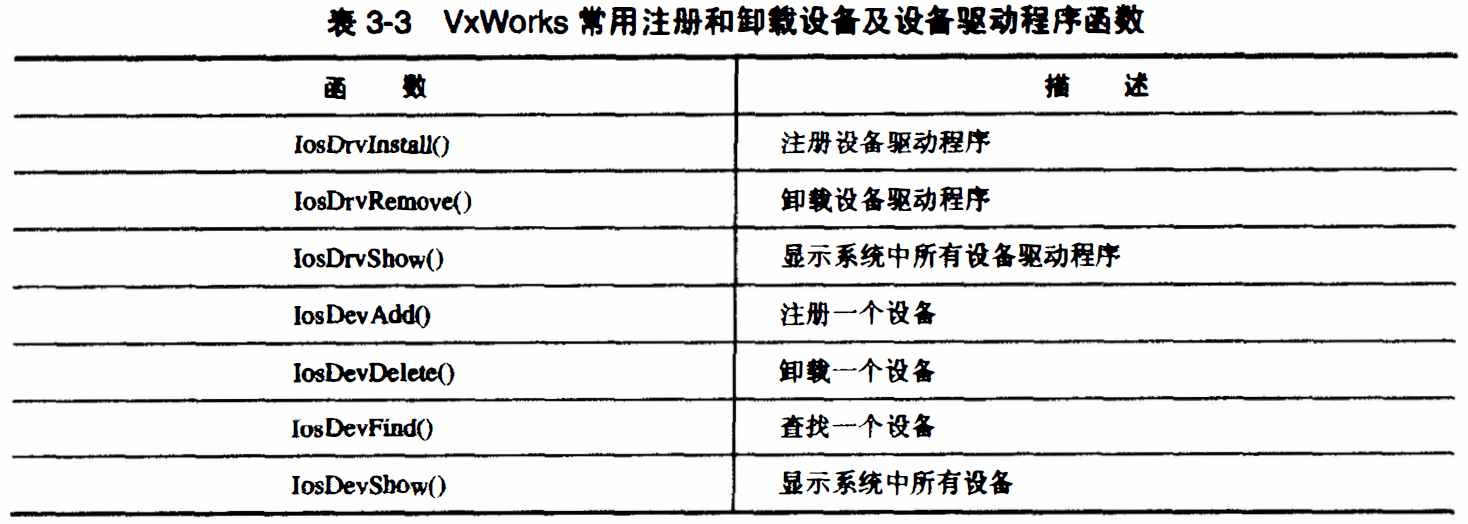 表 3-3 VxWorks 常用注册和卸载设备及设备驱动程序函数
函 数 描 述
IosDrvInstall() 注册设备驱动程序
IosDrvRemove() 卸载设备驱动程序
IosDrvShow() 显示系统中所有设备驱动程序
IosDevAdd() 注册一个设备
IosDevDelete() 卸载一个设备
IosDevFind() 查找一个设备
IosDevShow() 显示系统中所有设备